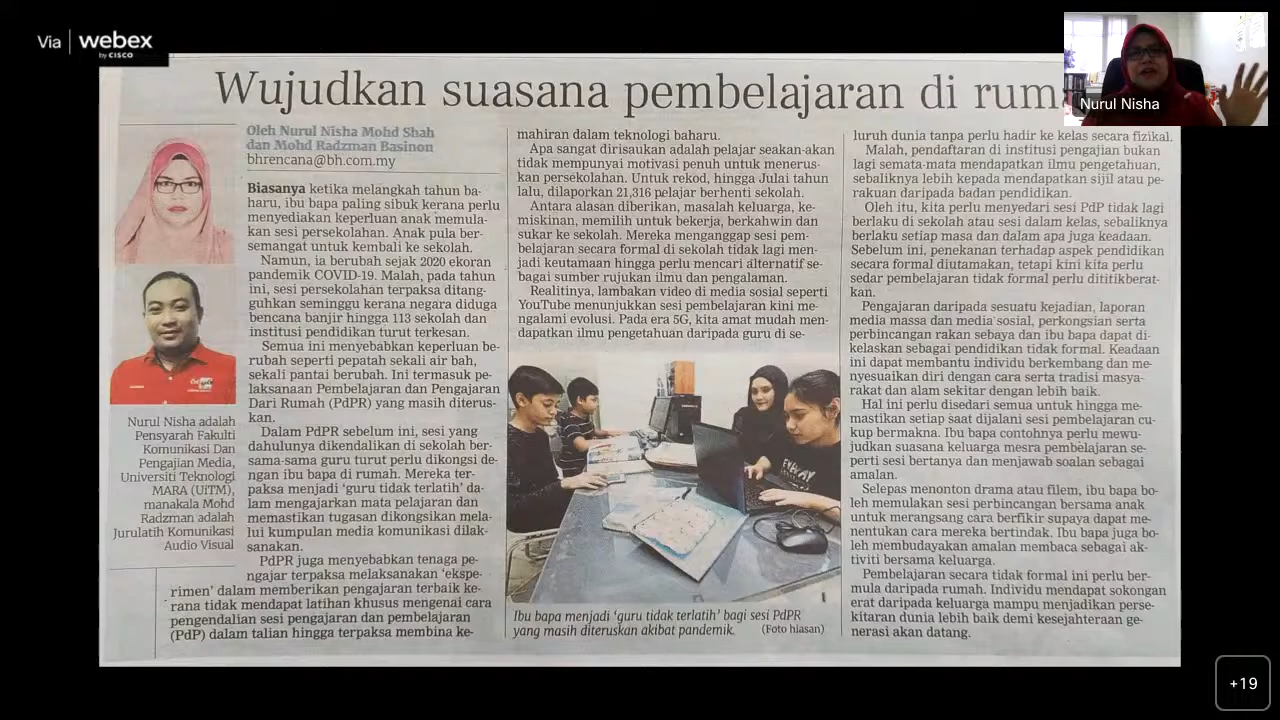 Via webex
by CISCO
Nurul Nisha
Wujudkan suasana pembelajaran di
Oleh Nurul Nisha Mohd Shah
dan Mohd Radzman Basinon
bhrencana@bh.com.my
Biasanya ketika melangkah tahun ba-
haru, ibu bapa paling sibuk kerana perlu
menyediakan keperluan anak memula-
kan sesi persekolahan. Anak pula ber-
semangat untuk kembali ke sekolah.
Namun, ia berubah sejak 2020 ekoran
pandemik COVID-19. Malah, pada tahun
ini, sesi persekolahan terpaksa ditang-
guhkan seminggu kerana negara diduga
bencana banjir hingga 113 sekolah dan
institusi pendidikan turut terkesan.
Semua ini menyebabkan keperluan be-
rubah seperti pepatah sekali air bah,
sekali pantai berubah. Ini termasuk pe-
laksanaan Pembelajaran dan Pengajaran
Dari Rumah (PdPR) yang masih diterus-
kan.
Dalam PdPR sebelum ini, sesi yang
dahulunya dikendalikan di sekolah ber-
sama-sama guru turut perlu dikongsi de-
ngan ibu bapa di rumah. Mereka ter-
paksa menjadi ‘guru tidak terlatih’ da-
lam mengajarkan mata pelajaran dan
memastikan tugasan dikongsikan mela-
lui kumpulan media komunikasi dilak-
sanakan.
PdPR juga menyebabkan tenaga pe-
ngajar terpaksa melaksanakan ‘ekspe-
rimen’ dalam memberikan pengajaran terbaik ke-
rana tidak mendapat latihan khusus mengenai cara
pengendalian sesi pengajaran dan pembelajaran
(PdP) dalam talian hingga terpaksa membina ke-
Nurul Nisha adalah
Pensyarah Fakulti
Komunikasi Dan
Pengajian Media,
Universiti Teknologi
MARA (UiTM),
manakala Mohd
Radzman adalah
Jurulatih Komunikasi
Audio Visual
mahiran dalam teknologi baharu.
Apa sangat dirisaukan adalah pelajar seakan-akan
tidak mempunyai motivasi penuh untuk menerus-
kan persekolahan. Untuk rekod, hingga Julai tahun
lalu, dilaporkan 21,316 pelajar berhenti sekolah.
Antara alasan diberikan, masalah keluarga, ke-
miskinan, memilih untuk bekerja, berkahwin dan
sukar ke sekolah. Mereka menganggap sesi pem-
belajaran secara formal di sekolah tidak lagi men-
jadi keutamaan hingga perlu mencari alternatif se-
bagai sumber rujukan ilmu dan pengalaman.
Realitinya, lambakan video di media sosial seperti
YouTube menunjukkan sesi pembelajaran kini me-
ngalami evolusi. Pada era 5G, kita amat mudah men-
dapatkan ilmu pengetahuan daripada guru di se-
Ibu bapa menjadi ‘guru tidak terlatih’ bagi sesi PdPR
yang masih diteruskan akibat pandemik. (Foto hiasan)
luruh dunia tanpa perlu hadir ke kelas secara fizikal.
Malah, pendaftaran di institusi pengajian bukan
lagi semata-mata mendapatkan ilmu pengetahuan,
sebaliknya lebih kepada mendapatkan sijil atau pe-
rakuan daripada badan pendidikan.
Oleh itu, kita perlu menyedari sesi PdP tidak lagi
berlaku di sekolah atau sesi dalam kelas, sebaliknya
berlaku setiap masa dan dalam apa juga keadaan.
Sebelum ini, penekanan terhadap aspek pendidikan
secara formal diutamakan, tetapi kini kita perlu
sedar pembelajaran tidak formal perlu dititikberat-
kan.
Pengajaran daripada sesuatu kejadian, laporan
media massa dan media sosial, perkongsian serta
perbincangan rakan sebaya dan ibu bapa dapat di-
kelaskan sebagai pendidikan tidak formal. Keadaan
ini dapat membantu individu berkembang dan me-
nyesuaikan diri dengan cara serta tradisi masya-
rakat dan alam sekitar dengan lebih baik.
Hal ini perlu disedari semua untuk hingga me-
mastikan setiap saat dijalani sesi pembelajaran cu-
kup bermakna. Ibu bapa contohnya perlu mewu-
judkan suasana keluarga mesra pembelajaran se-
perti sesi bertanya dan menjawab soalan sebagai
amalan.
Selepas menonton drama atau filem, ibu bapa bo-
leh memulakan sesi perbincangan bersama anak
untuk merangsang cara berfikir supaya dapat me-
nentukan cara mereka bertindak. Ibu bapa juga bo-
leh membudayakan amalan membaca sebagai ak-
tiviti bersama keluarga.
Pembelajaran secara tidak formal ini perlu ber-
mula daripada rumah. Individu mendapat sokongan
erat daripada keluarga mampu menjadikan perse-
kitaran dunia lebih baik demi kesejahteraan ge-
nerasi akan datang.
+19